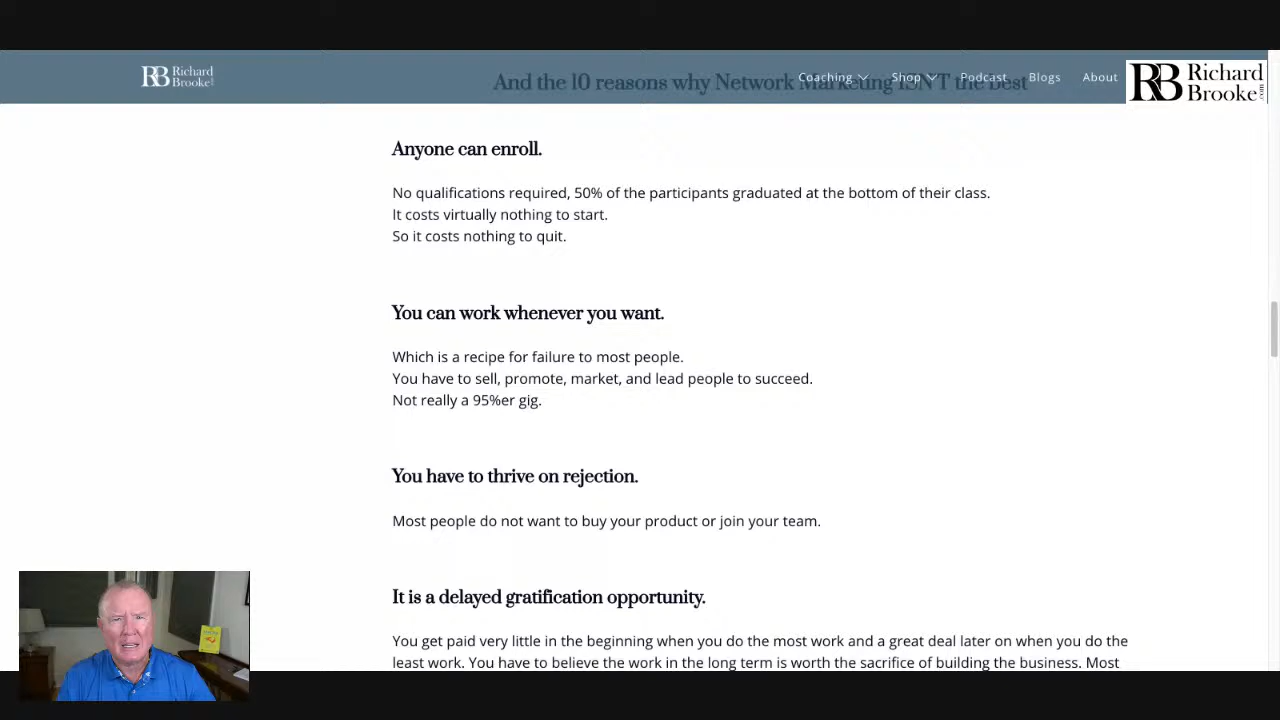 RB Richard Brooke
Coaching Shop Podcast Blogs About
RB Richard Brooke .com
And the 10 reasons why Network Marketing ISN'T the best
Anyone can enroll.
No qualifications required, 50% of the participants graduated at the bottom of their class.
It costs virtually nothing to start.
So it costs nothing to quit.
You can work whenever you want.
Which is a recipe for failure to most people.
You have to sell, promote, market, and lead people to succeed.
Not really a 95%er gig.
You have to thrive on rejection.
Most people do not want to buy your product or join your team.
It is a delayed gratification opportunity.
You get paid very little in the beginning when you do the most work and a great deal later on when you do the
least work. You have to believe the work in the long term is worth the sacrifice of building the business. Most